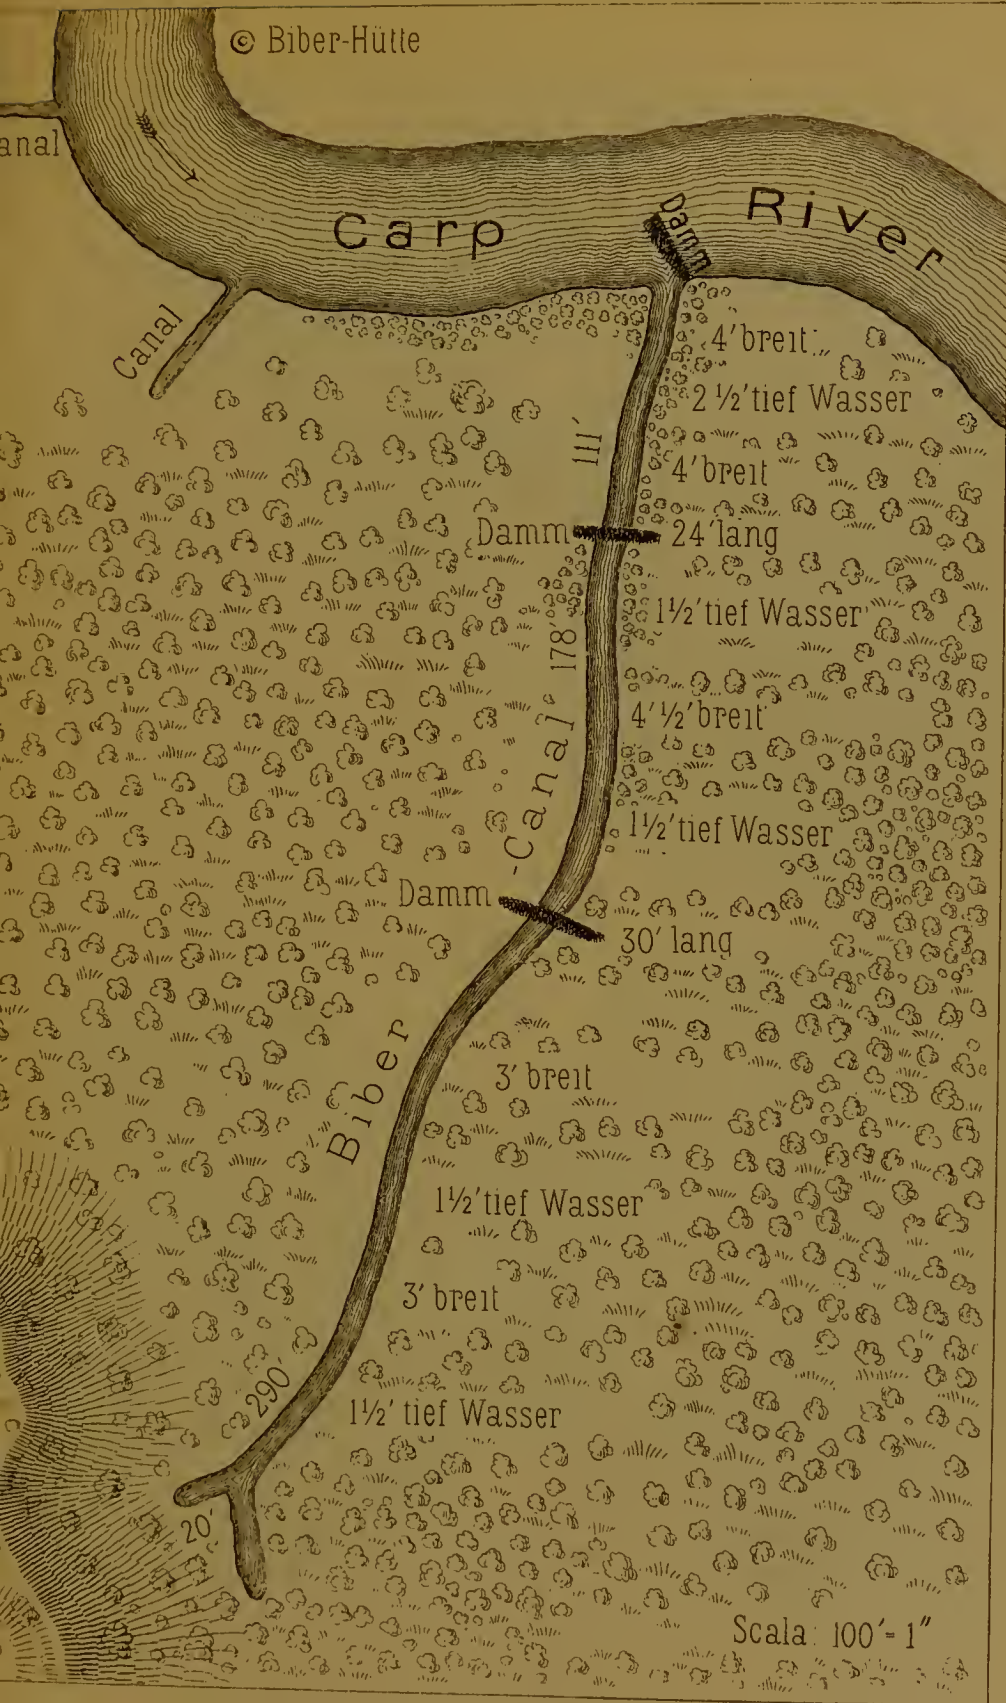 © Biber-Hütte
anal
Carp River
Damm
Canal
4' breit
2 ½' tief Wasser
111'
4' breit
Damm 24' lang
1½' tief Wasser
178'
4' ½' breit
1½' tief Wasser
Damm
30' lang
Biber-Canal
3' breit
1½' tief Wasser
3' breit
290'
1½' tief Wasser
20'
Scala: 100' = 1"